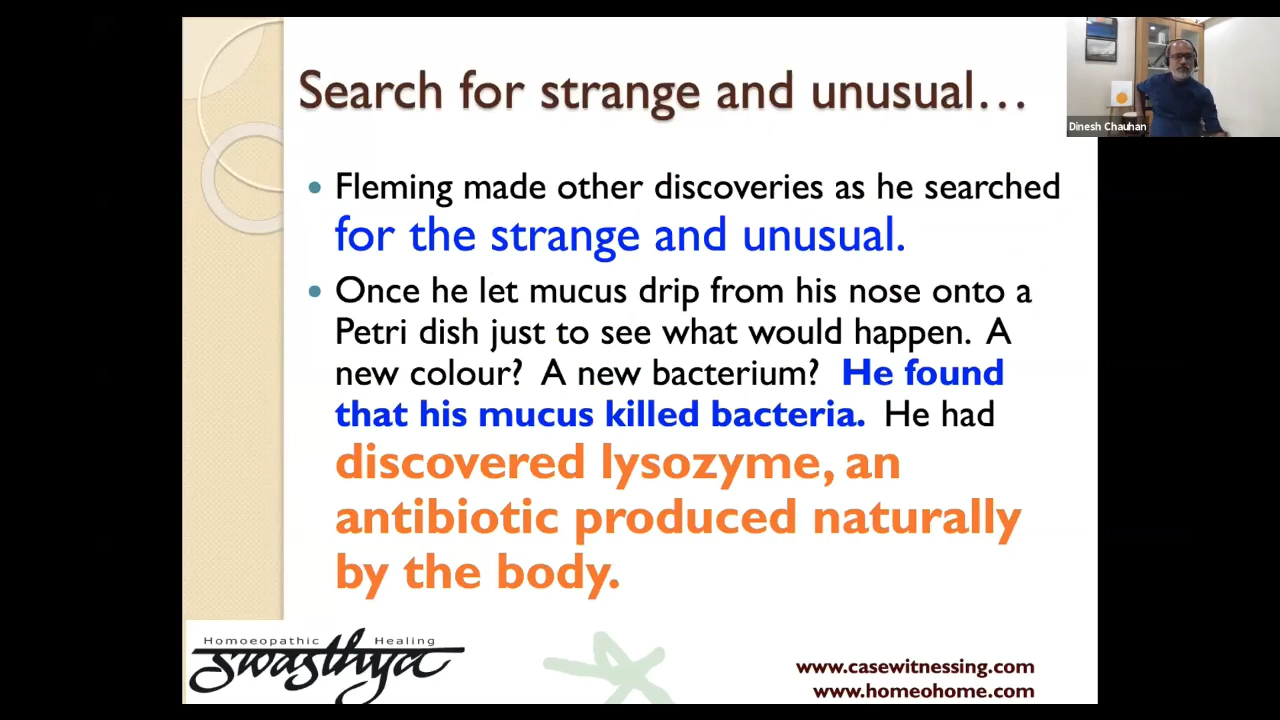 Search for strange and unusual…
Dinesh Chauhan
• Fleming made other discoveries as he searched
for the strange and unusual.
• Once he let mucus drip from his nose onto a
Petri dish just to see what would happen. A
new colour? A new bacterium? He found
that his mucus killed bacteria. He had
discovered lysozyme, an
antibiotic produced naturally
by the body.
Homoeopathic Healing
swasthya
www.casewitnessing.com
www.homeohome.com